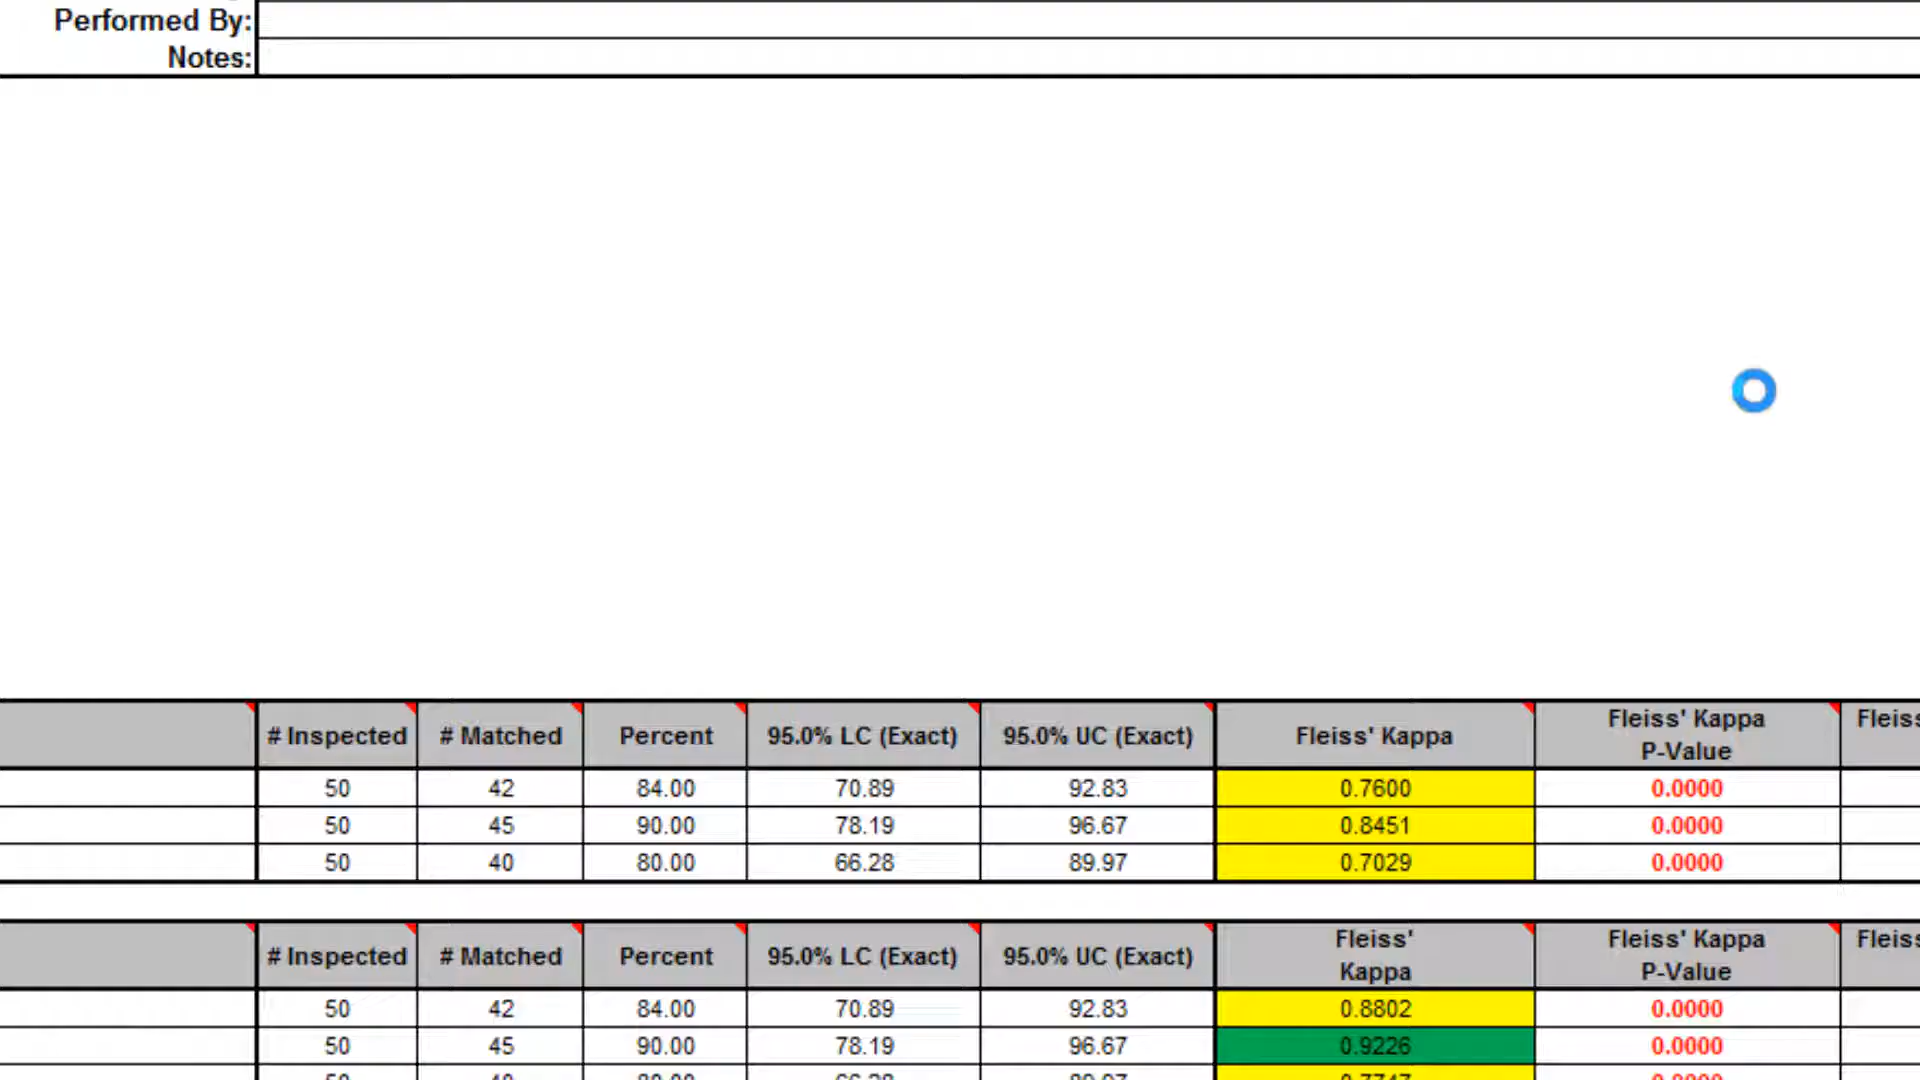 Performed By:
Notes:
# Inspected # Matched Percent 95.0% LC (Exact) 95.0% UC (Exact) Fleiss' Kappa Fleiss' Kappa P-Value
50 42 84.00 70.89 92.83 0.7600 0.0000
50 45 90.00 78.19 96.67 0.8451 0.0000
50 40 80.00 66.28 89.97 0.7029 0.0000
# Inspected # Matched Percent 95.0% LC (Exact) 95.0% UC (Exact) Fleiss' Kappa Fleiss' Kappa P-Value
50 42 84.00 70.89 92.83 0.8802 0.0000
50 45 90.00 78.19 96.67 0.9226 0.0000